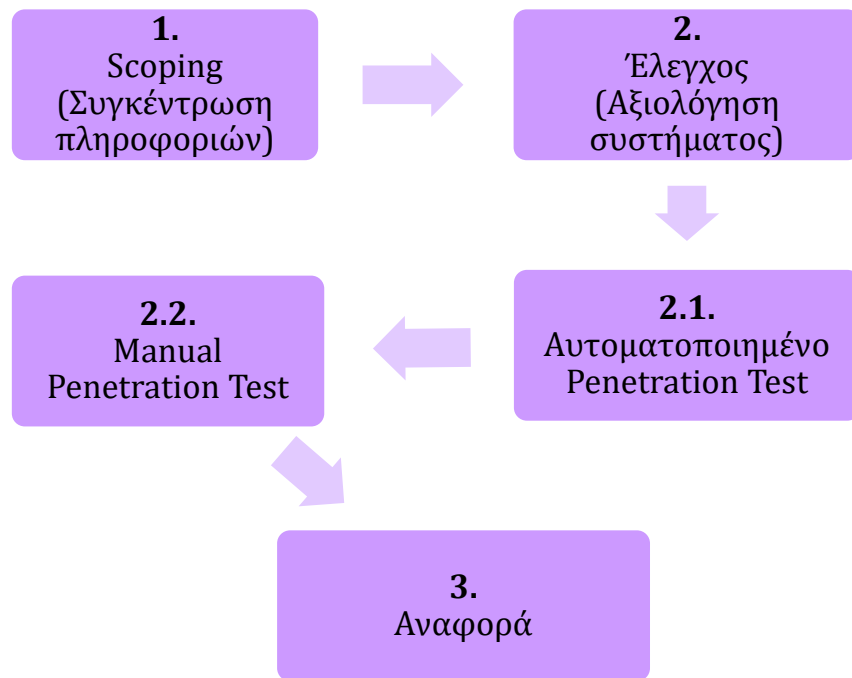 1.
Scoping
(Συγκέντρωση
πληροφοριών)
2.
Έλεγχος
(Αξιολόγηση
συστήματος)
2.1.
Αυτοματοποιημένο
Penetration Test
2.2.
Manual
Penetration Test
3.
Αναφορά